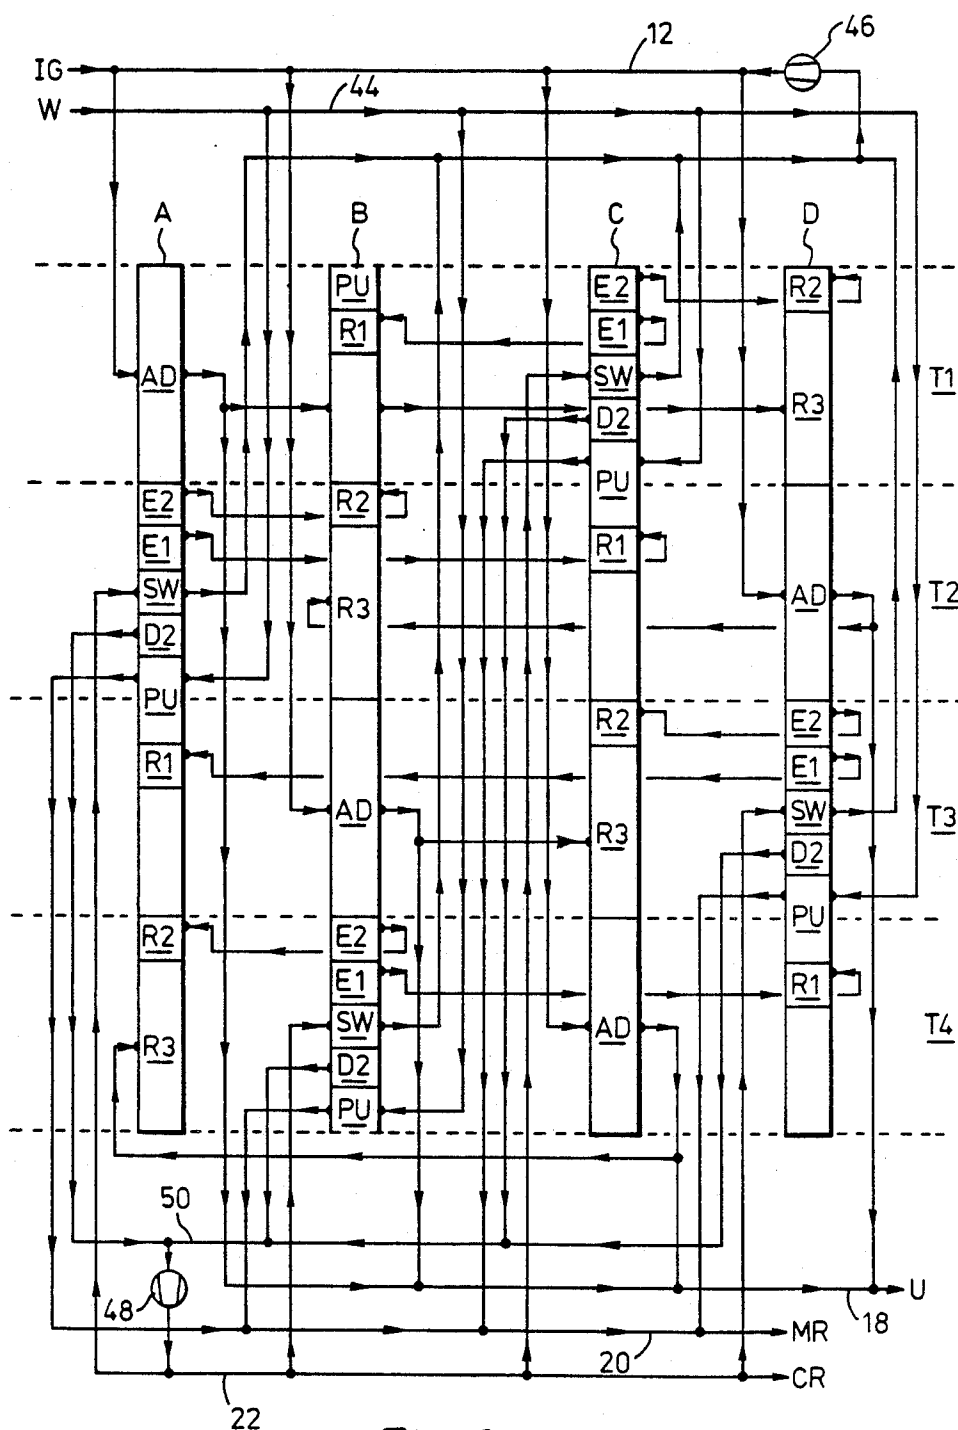 12
46
IG
W
44
A
B
C
D
PU
E2
R2
R1
E1
AD
SW
T1
D2
R3
PU
E2
R2
E1
R1
SW
R3
AD
T2
D2
PU
R2
E2
R1
E1
AD
SW
T3
R3
D2
PU
R2
E2
E1
R1
SW
AD
T4
R3
D2
PU
50
48
U
18
MR
20
CR
22